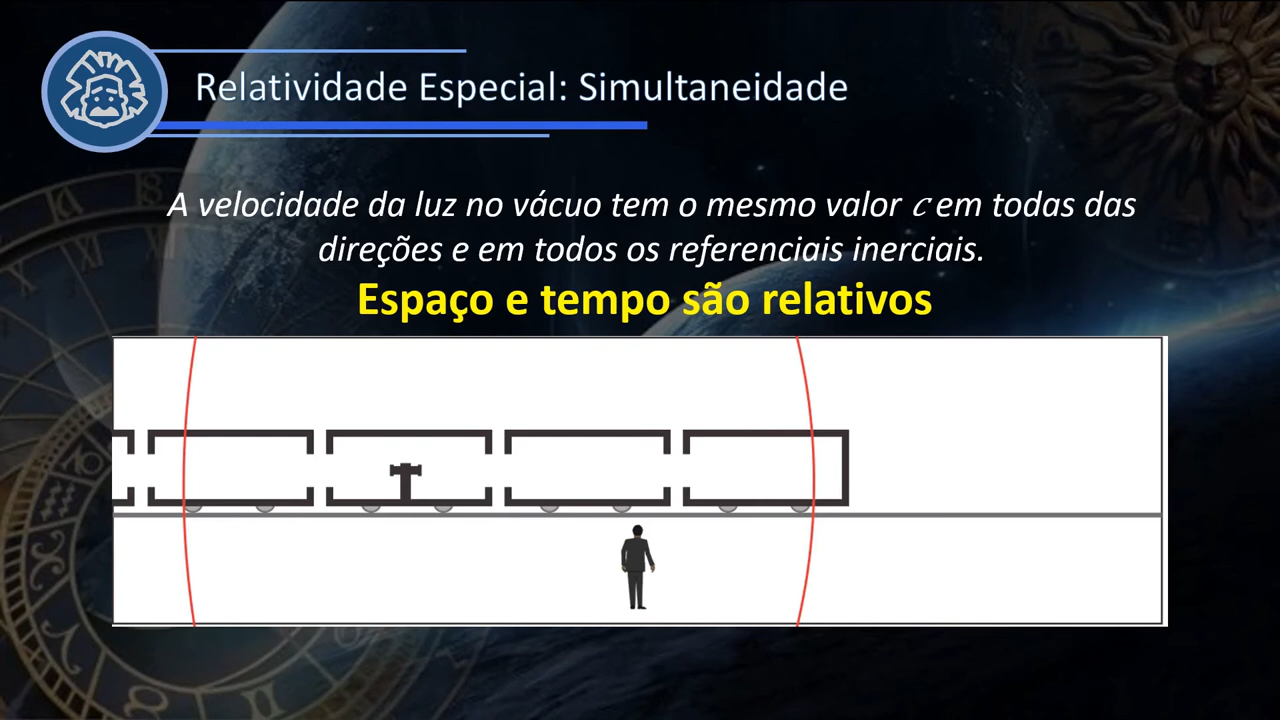 Relatividade Especial: Simultaneidade
A velocidade da luz no vácuo tem o mesmo valor c em todas das
direções e em todos os referenciais inerciais.
Espaço e tempo são relativos